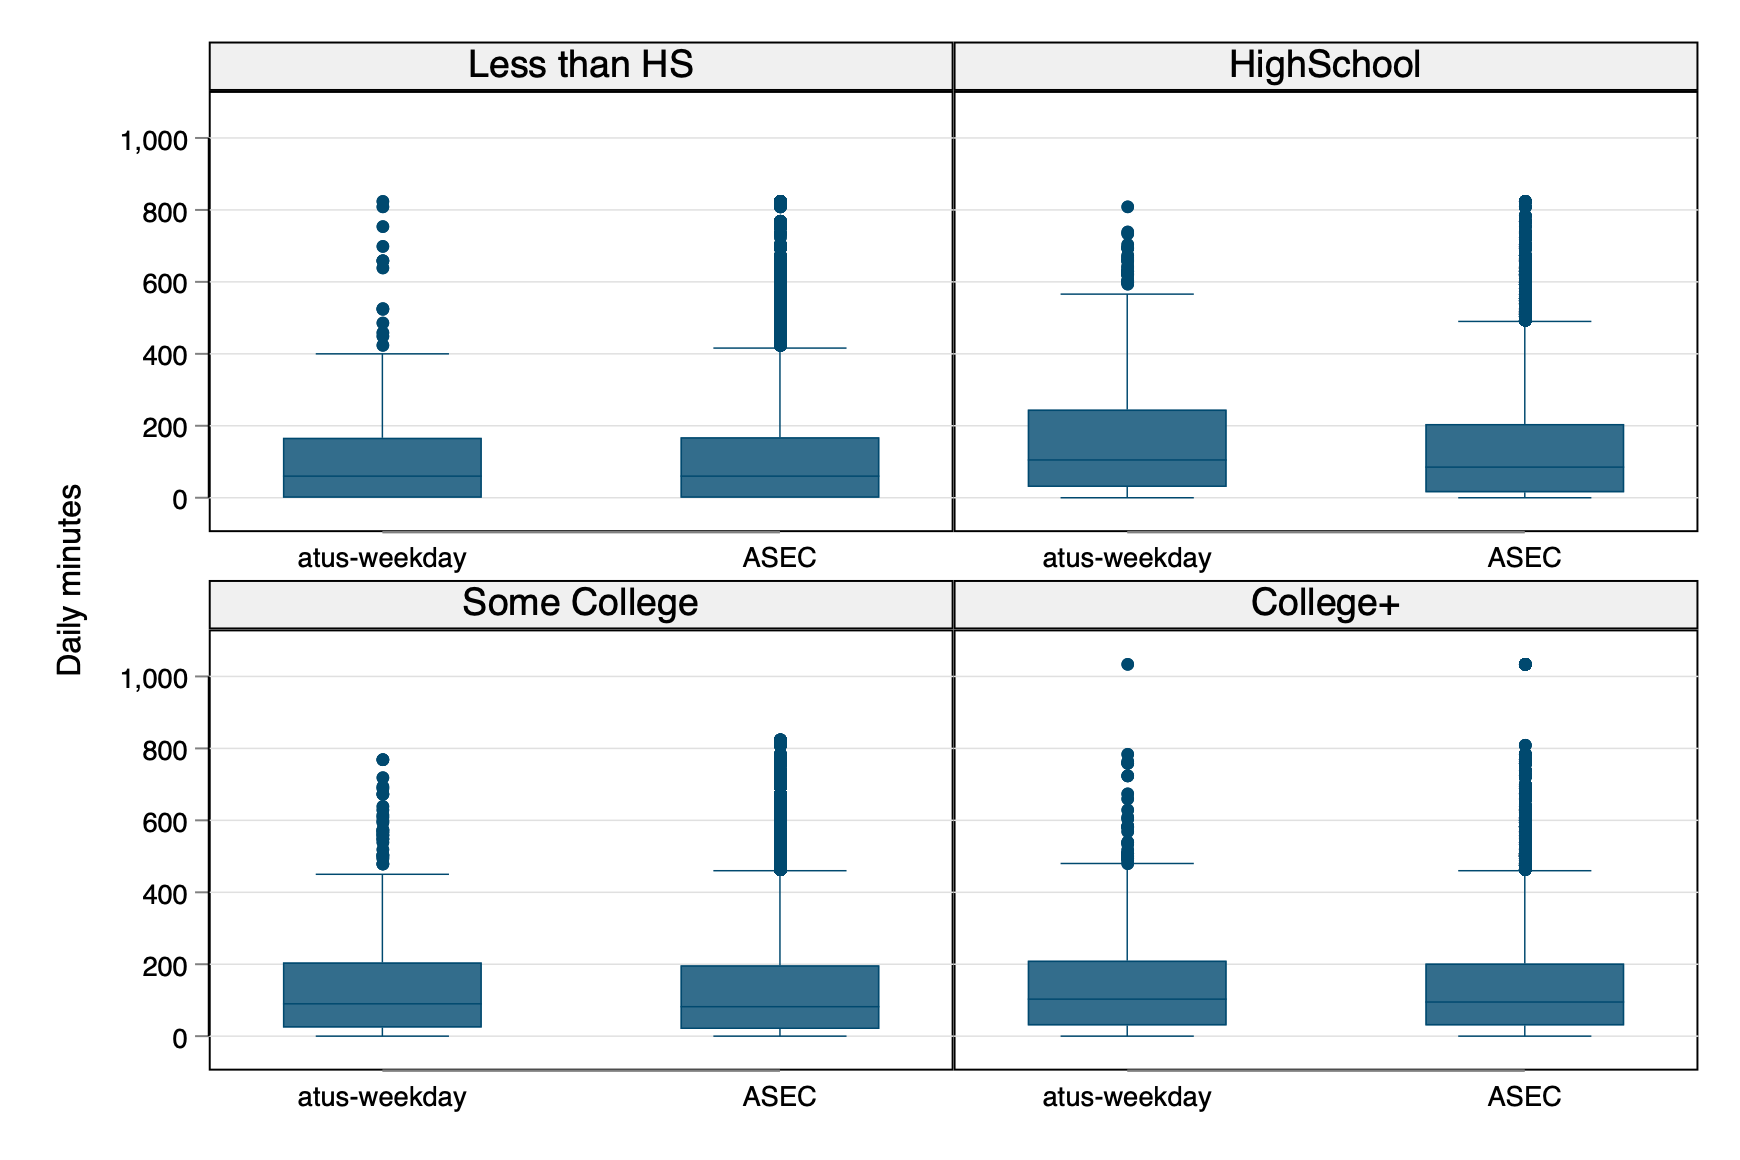 Less than HS
HighSchool
1,000
800
600
400
200
0
atus-weekday
ASEC
atus-weekday
ASEC
Daily minutes
Some College
College+
1,000
800
600
400
200
0
atus-weekday
ASEC
atus-weekday
ASEC